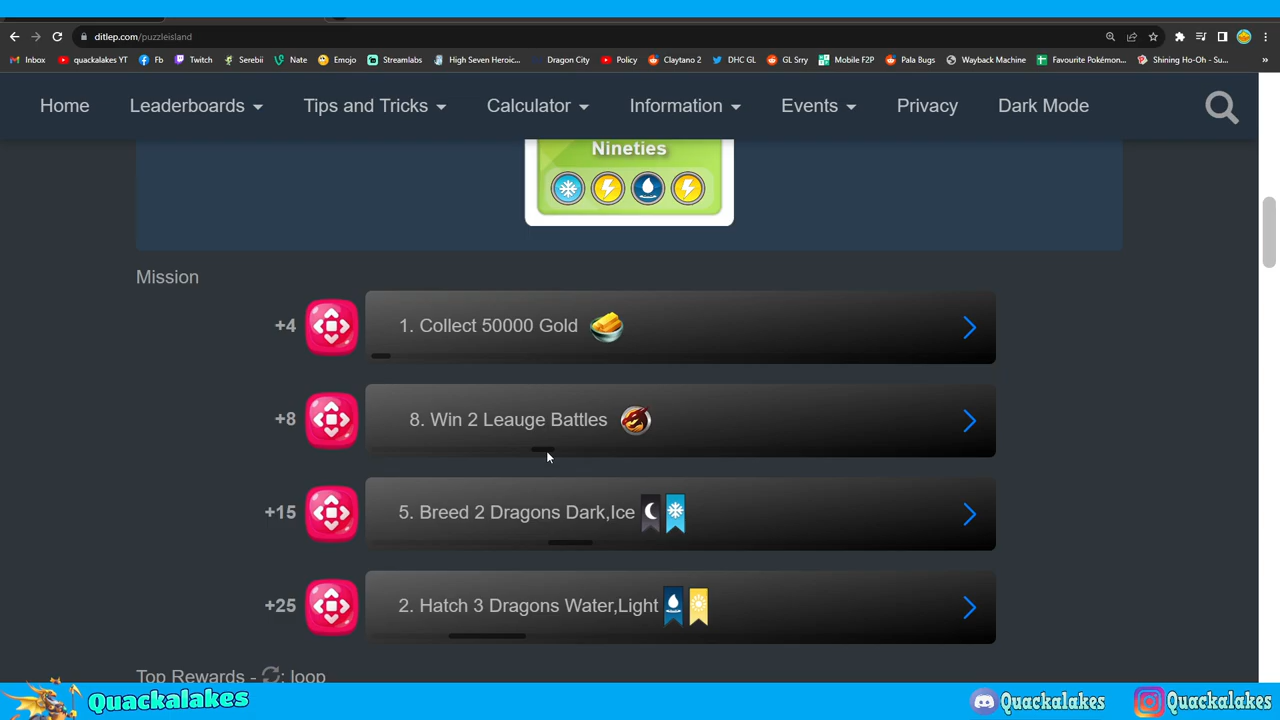 ditlep.com/puzzleisland
Inbox quackalakes YT Fb Twitch Serebii Nate Emojo Streamlabs High Seven Heroic... Dragon City Policy Claytano 2 DHC GL GL Srry Mobile F2P Pala Bugs Wayback Machine Favourite Pokémon... Shining Ho-Oh - Su... »
Home Leaderboards Tips and Tricks Calculator Information Events Privacy Dark Mode
Nineties
Mission
+4 1. Collect 50000 Gold
+8 8. Win 2 Leauge Battles
+15 5. Breed 2 Dragons Dark,Ice
+25 2. Hatch 3 Dragons Water,Light
Top Rewards - : loop
Quackalakes Quackalakes Quackalakes